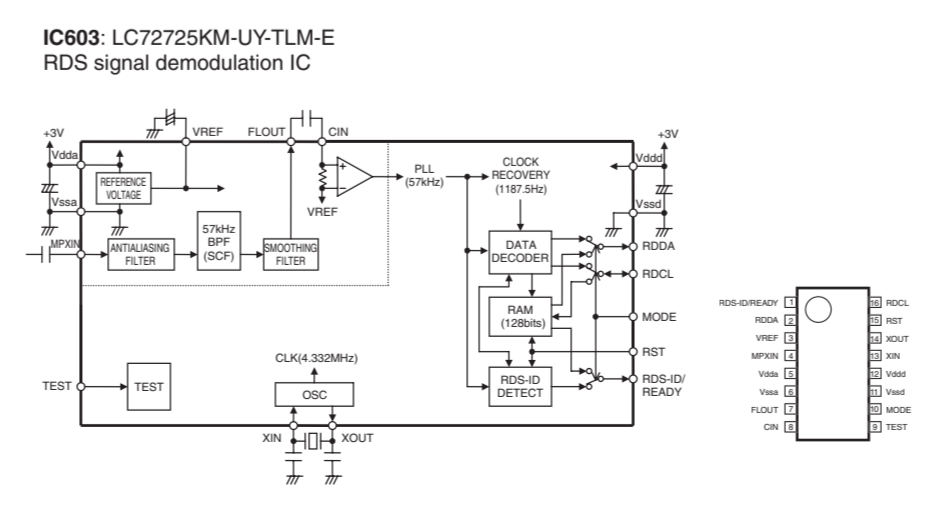 IC603: LC72725KM-UY-TLM-E
RDS signal demodulation IC
+3V
VREF
FLOUT
CIN
+3V
Vdda
REFERENCE
VOLTAGE
Vssa
+
–
VREF
PLL
(57kHz)
CLOCK
RECOVERY
(1187.5Hz)
Vddd
Vssd
MPXIN
ANTIALIASING
FILTER
57kHz
BPF
(SCF)
SMOOTHING
FILTER
DATA
DECODER
RDDA
RDCL
RAM
(128bits)
MODE
RST
CLK(4.332MHz)
TEST
TEST
OSC
RDS-ID
DETECT
RDS-ID/
READY
XIN
XOUT
RDS-ID/READY 1
RDDA 2
VREF 3
MPXIN 4
Vdda 5
Vssa 6
FLOUT 7
CIN 8
16 RDCL
15 RST
14 XOUT
13 XIN
12 Vddd
11 Vssd
10 MODE
9 TEST